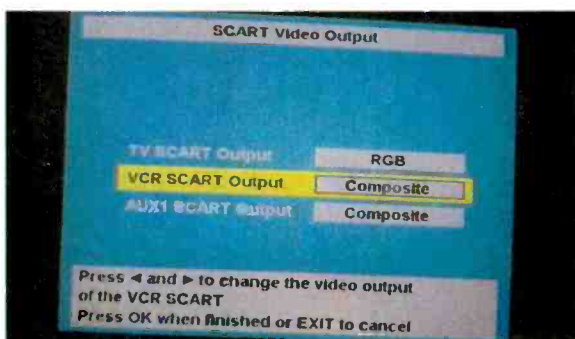 SCART Video Output
TV SCART Output RGB
VCR SCART Output Composite
AUX1 SCART Output Composite
Press ◄ and ► to change the video output
of the VCR SCART
Press OK when finished or EXIT to cancel